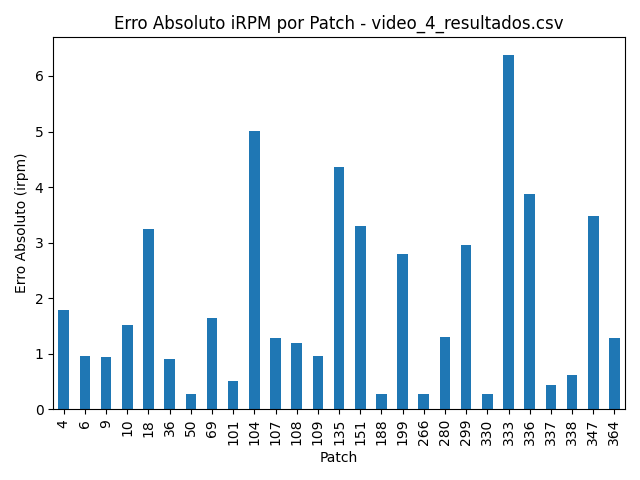 Erro Absoluto iRPM por Patch - video_4_resultados.csv
Erro Absoluto (irpm)
6
5
4
3
2
1
0
4 6 9 10 18 36 50 69 101 104 107 108 109 135 151 188 199 266 280 299 330 333 336 337 338 347 364
Patch